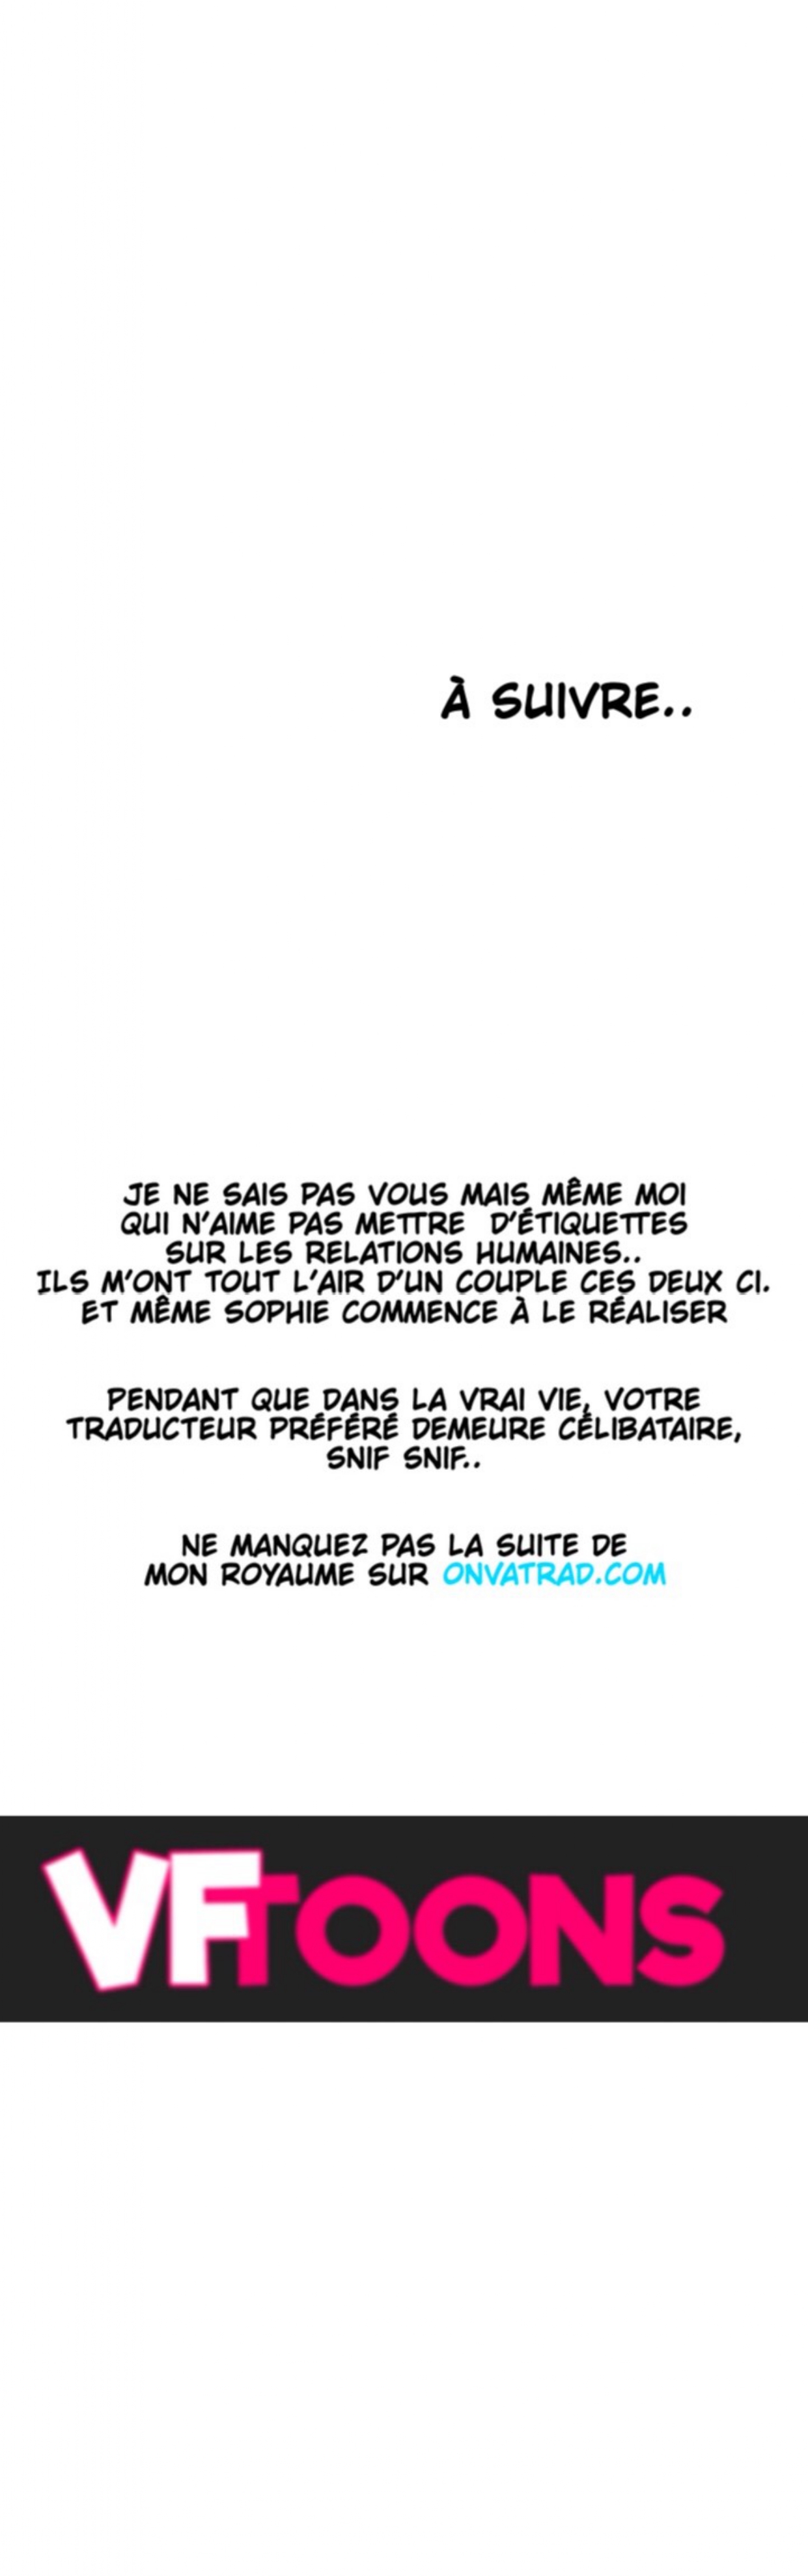 À SUIVRE..
JE NE SAIS PAS VOUS MAIS MÊME MOI
QUI N'AIME PAS METTRE D'ÉTIQUETTES
SUR LES RELATIONS HUMAINES..
ILS M'ONT TOUT L'AIR D'UN COUPLE CES DEUX CI.
ET MÊME SOPHIE COMMENCE À LE RÉALISER
PENDANT QUE DANS LA VRAI VIE, VOTRE
TRADUCTEUR PRÉFÉRÉ DEMEURE CÉLIBATAIRE,
SNIF SNIF..
NE MANQUEZ PAS LA SUITE DE
MON ROYAUME SUR ONVATRAD.COM
VFTOONS